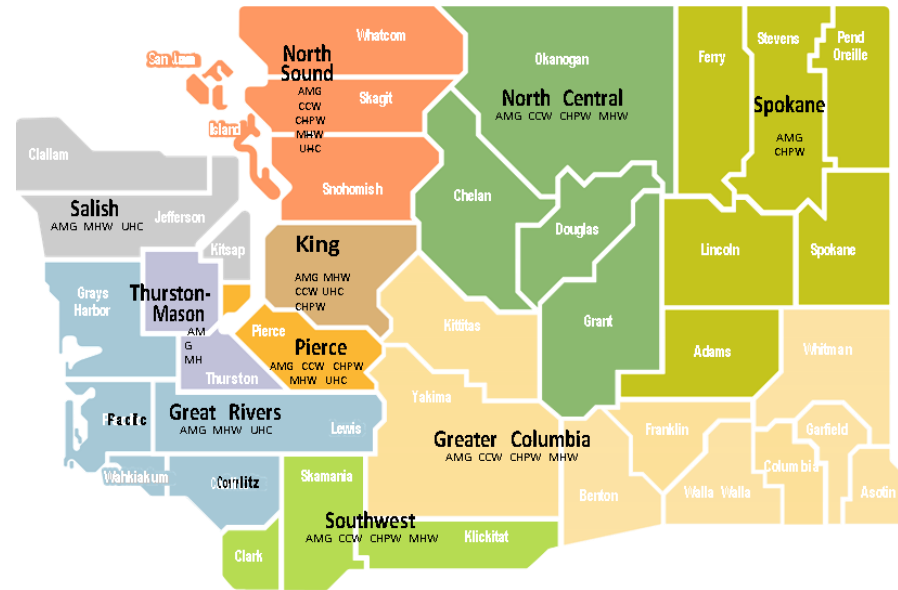 Whatcom
San Juan
North
Sound
AMG
CCW
CHPW
MHW
UHC
Skagit
Island
Snohomish
Okanogan
North Central
AMG CCW CHPW MHW
Chelan
Douglas
Grant
Ferry
Stevens
Pend
Oreille
Spokane
AMG
CHPW
Lincoln
Spokane
Adams
Clallam
Salish
AMG MHW UHC
Jefferson
Kitsap
King
AMG MHW
CCW UHC
CHPW
Grays
Harbor
Thurston-
Mason
AM
G
MH
Thurston
Pierce
Pierce
AMG CCW CHPW
MHW UHC
Kittitas
Yakima
Whitman
Pacific
Great Rivers
AMG MHW UHC
Lewis
Greater Columbia
AMG CCW CHPW MHW
Franklin
Garfield
Columbia
Benton
Walla Walla
Asotin
Wahkiakum
Cowlitz
Skamania
Southwest
AMG CCW CHPW MHW
Klickitat
Clark